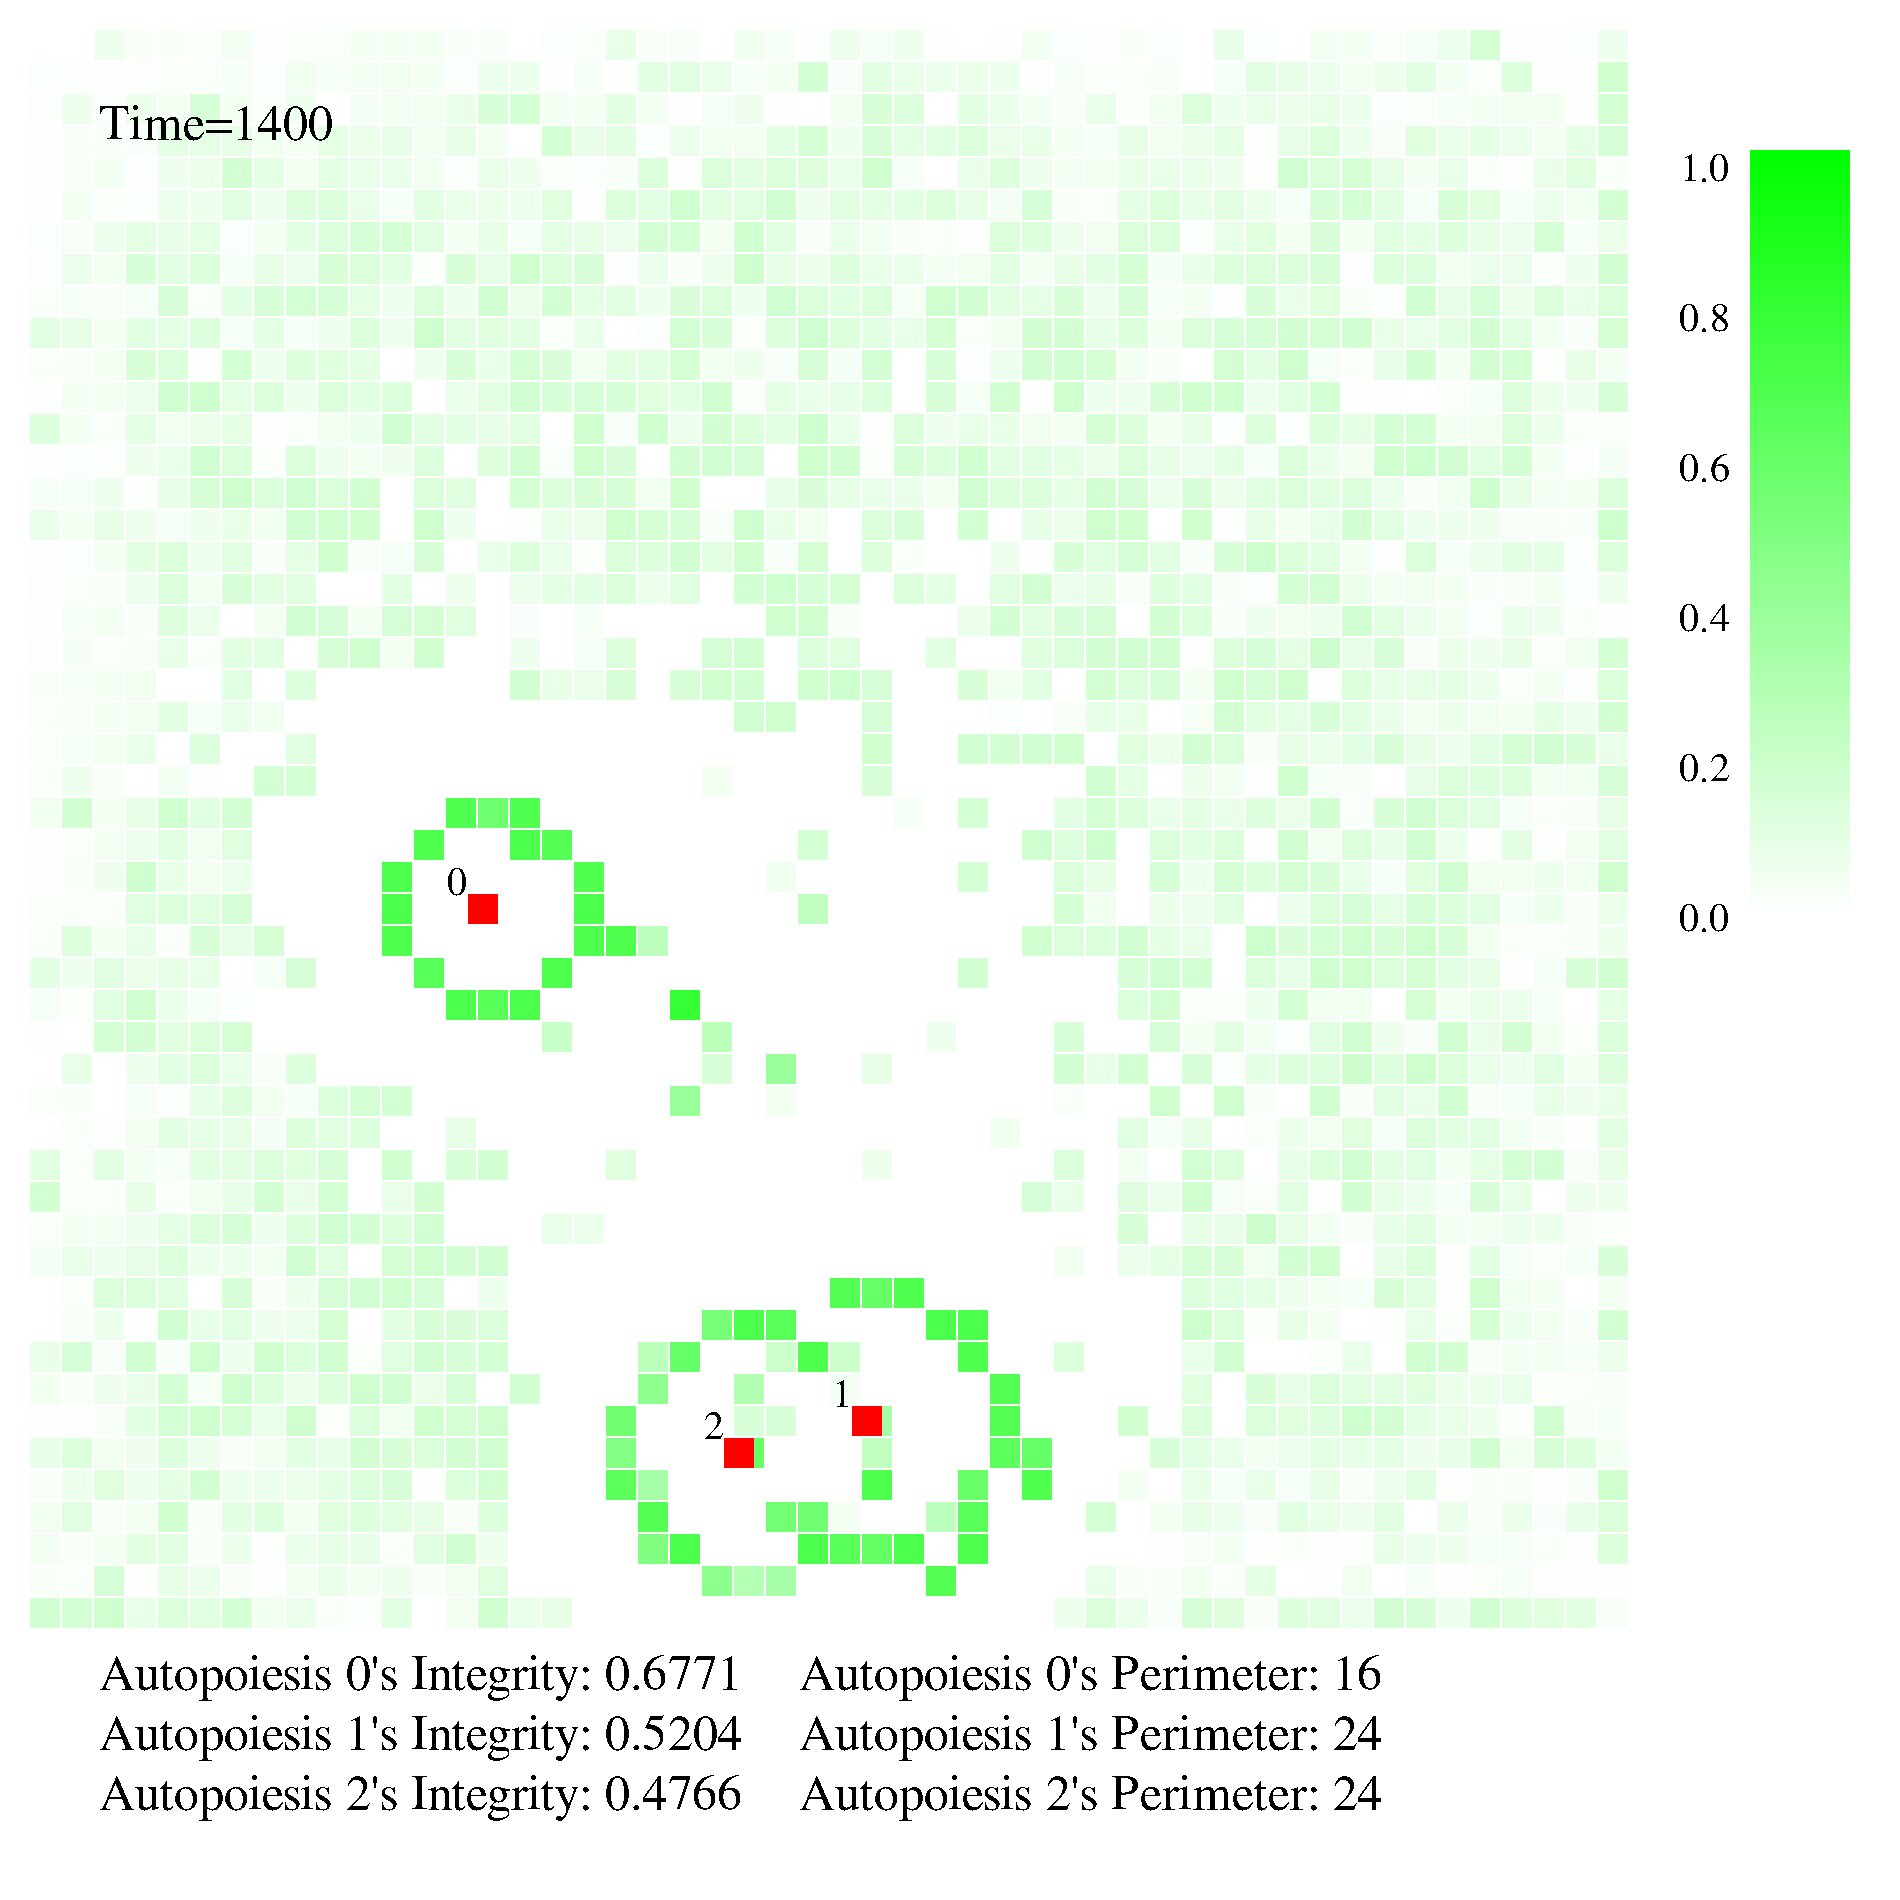 Time=1400
1.0
0.8
0.6
0.4
0.2
0.0
0
1
2
Autopoiesis 0's Integrity: 0.6771 Autopoiesis 0's Perimeter: 16
Autopoiesis 1's Integrity: 0.5204 Autopoiesis 1's Perimeter: 24
Autopoiesis 2's Integrity: 0.4766 Autopoiesis 2's Perimeter: 24